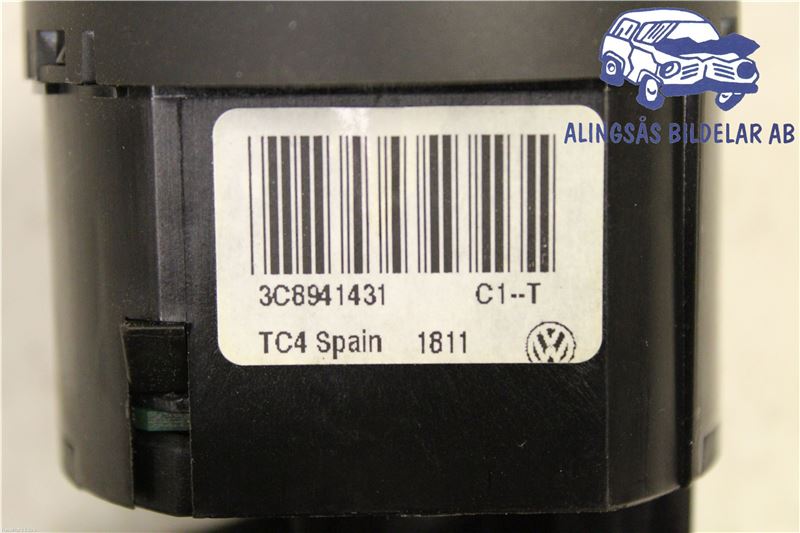 ALINGSÅS BILDELAR AB
3C8941431 C1--T
TC4 Spain 1811